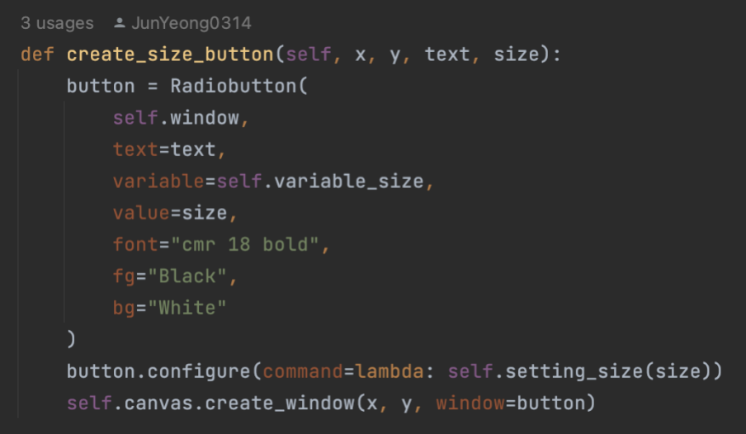 3 usages JunYeong0314
def create_size_button(self, x, y, text, size):
    button = Radiobutton(
        self.window,
        text=text,
        variable=self.variable_size,
        value=size,
        font="cmr 18 bold",
        fg="Black",
        bg="White"
    )
    button.configure(command=lambda: self.setting_size(size))
    self.canvas.create_window(x, y, window=button)